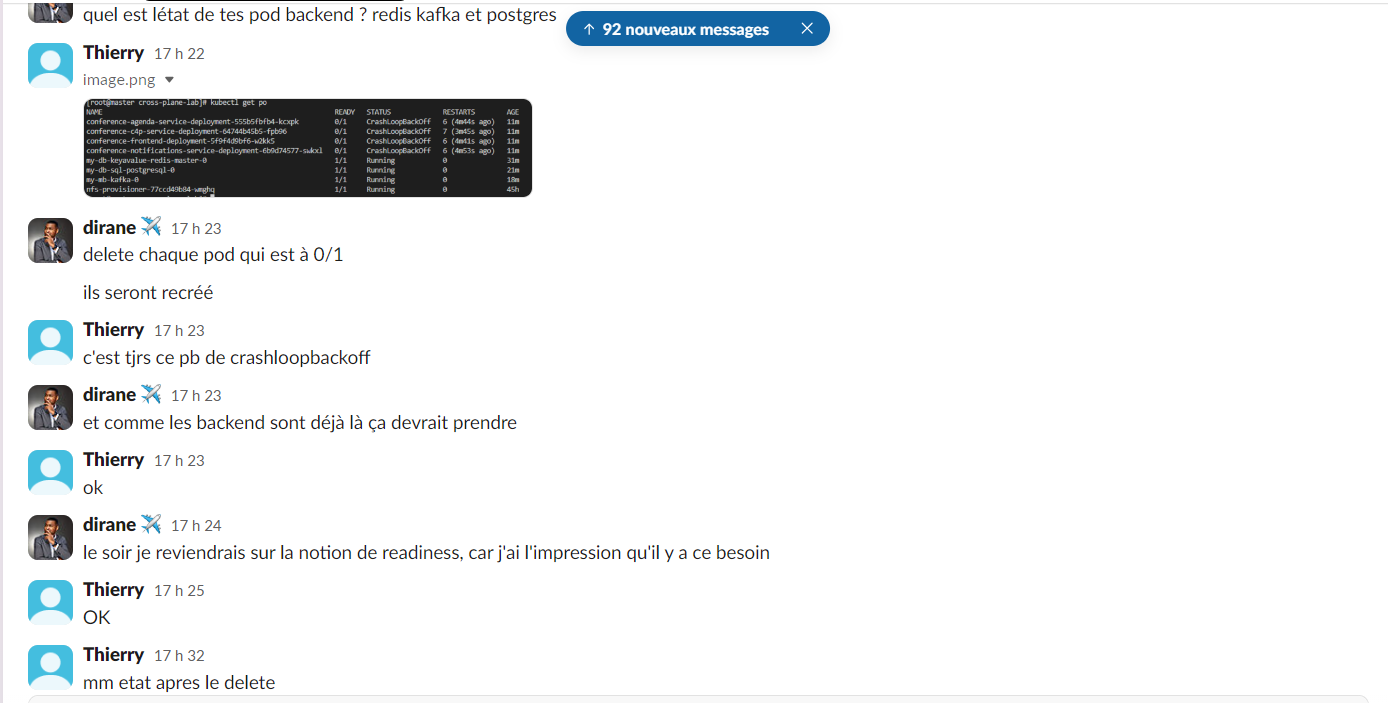 quel est létat de tes pod backend ? redis kafka et postgres
↑ 92 nouveaux messages ×
Thierry 17 h 22
image.png
[root@master cross-plane-lab]# kubectl get po
NAME READY STATUS RESTARTS AGE
conference-agenda-service-deployment-555b5fbfb4-kcxpk 0/1 CrashLoopBackOff 6 (4m44s ago) 11m
conference-c4p-service-deployment-64744b45b5-fpb96 0/1 CrashLoopBackOff 7 (3m45s ago) 11m
conference-frontend-deployment-5f9f4d9bf6-w2kk5 0/1 CrashLoopBackOff 6 (4m41s ago) 11m
conference-notifications-service-deployment-6b9d74577-swkxl 0/1 CrashLoopBackOff 6 (4m53s ago) 11m
my-db-keyavalue-redis-master-0 1/1 Running 0 31m
my-db-sql-postgresql-0 1/1 Running 0 21m
my-mb-kafka-0 1/1 Running 0 18m
nfs-provisioner-77ccd49b84-wmghq 1/1 Running 0 45h
dirane 17 h 23
delete chaque pod qui est à 0/1
ils seront recréé
Thierry 17 h 23
c'est tjrs ce pb de crashloopbackoff
dirane 17 h 23
et comme les backend sont déjà là ça devrait prendre
Thierry 17 h 23
ok
dirane 17 h 24
le soir je reviendrais sur la notion de readiness, car j'ai l'impression qu'il y a ce besoin
Thierry 17 h 25
OK
Thierry 17 h 32
mm etat apres le delete